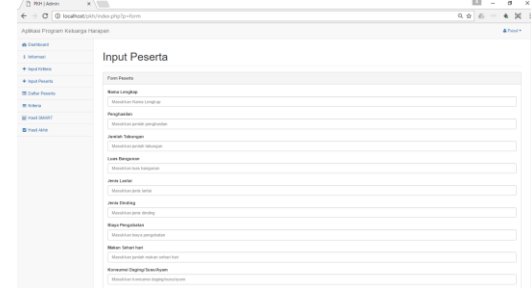 PKH | Admin
localhost/pkh/index.php?p=form
Aplikasi Program Keluarga Harapan
Dashboard
Informasi
Input Kriteria
Input Peserta
Daftar Peserta
Kriteria
Hasil SMART
Hasil Akhir
Input Peserta
Form Peserta
Nama Lengkap
Masukkan Nama Lengkap
Penghasilan
Masukkan jumlah penghasilan
Jumlah Tabungan
Masukkan jumlah tabungan
Luas Bangunan
Masukkan luas bangunan
Jenis Lantai
Masukkan jenis lantai
Jenis Dinding
Masukkan jenis dinding
Biaya Pengobatan
Masukkan biaya pengobatan
Makan Sehari hari
Masukkan jumlah makan sehari hari
Konsumsi Daging/Susu/Ayam
Masukkan konsumsi daging/susu/ayam